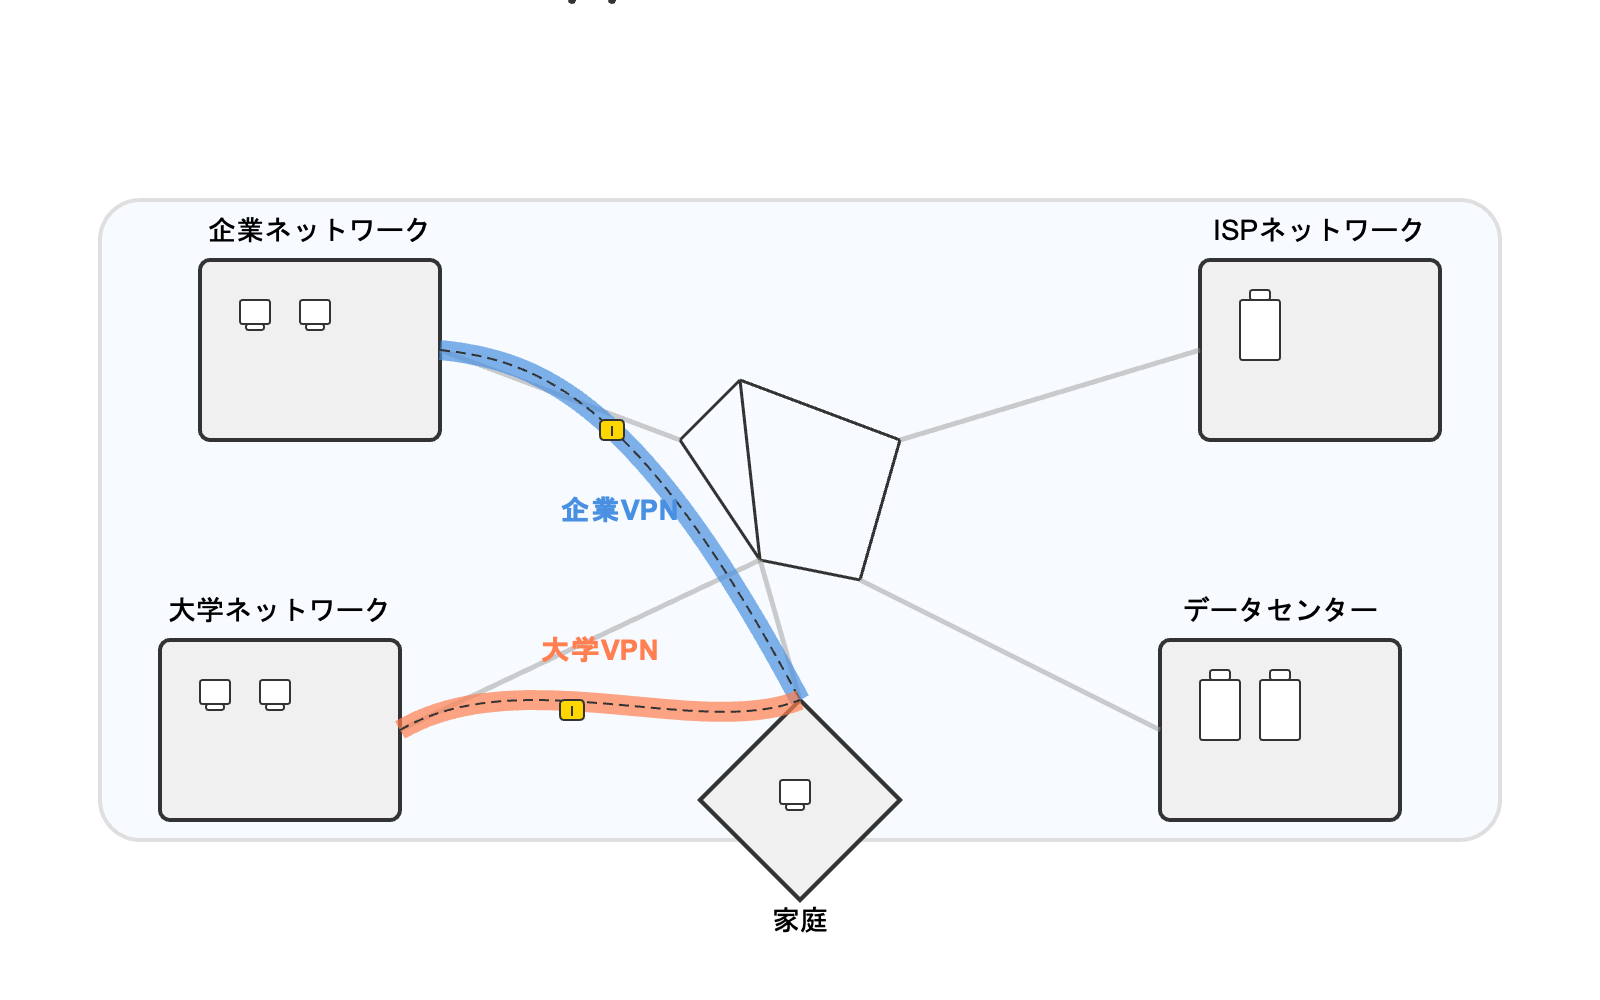 企業ネットワーク
ISPネットワーク
企業VPN
大学ネットワーク
データセンター
大学VPN
家庭